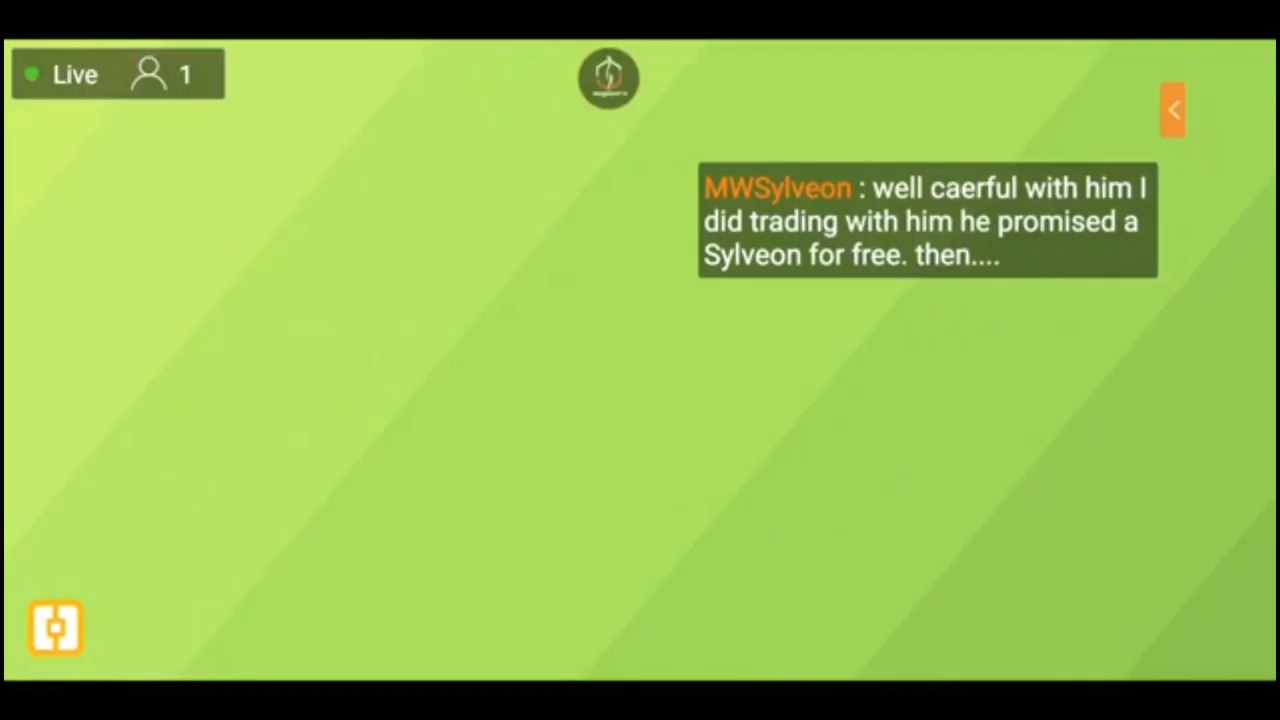 Live 1
MWSylveon : well caerful with him I
did trading with him he promised a
Sylveon for free. then....